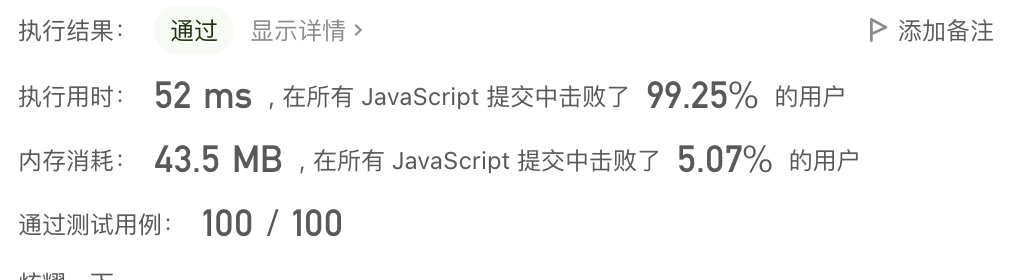 执行结果： 通过 显示详情 › 添加备注
执行用时： 52 ms ，在所有 JavaScript 提交中击败了 99.25% 的用户
内存消耗： 43.5 MB ，在所有 JavaScript 提交中击败了 5.07% 的用户
通过测试用例： 100 / 100